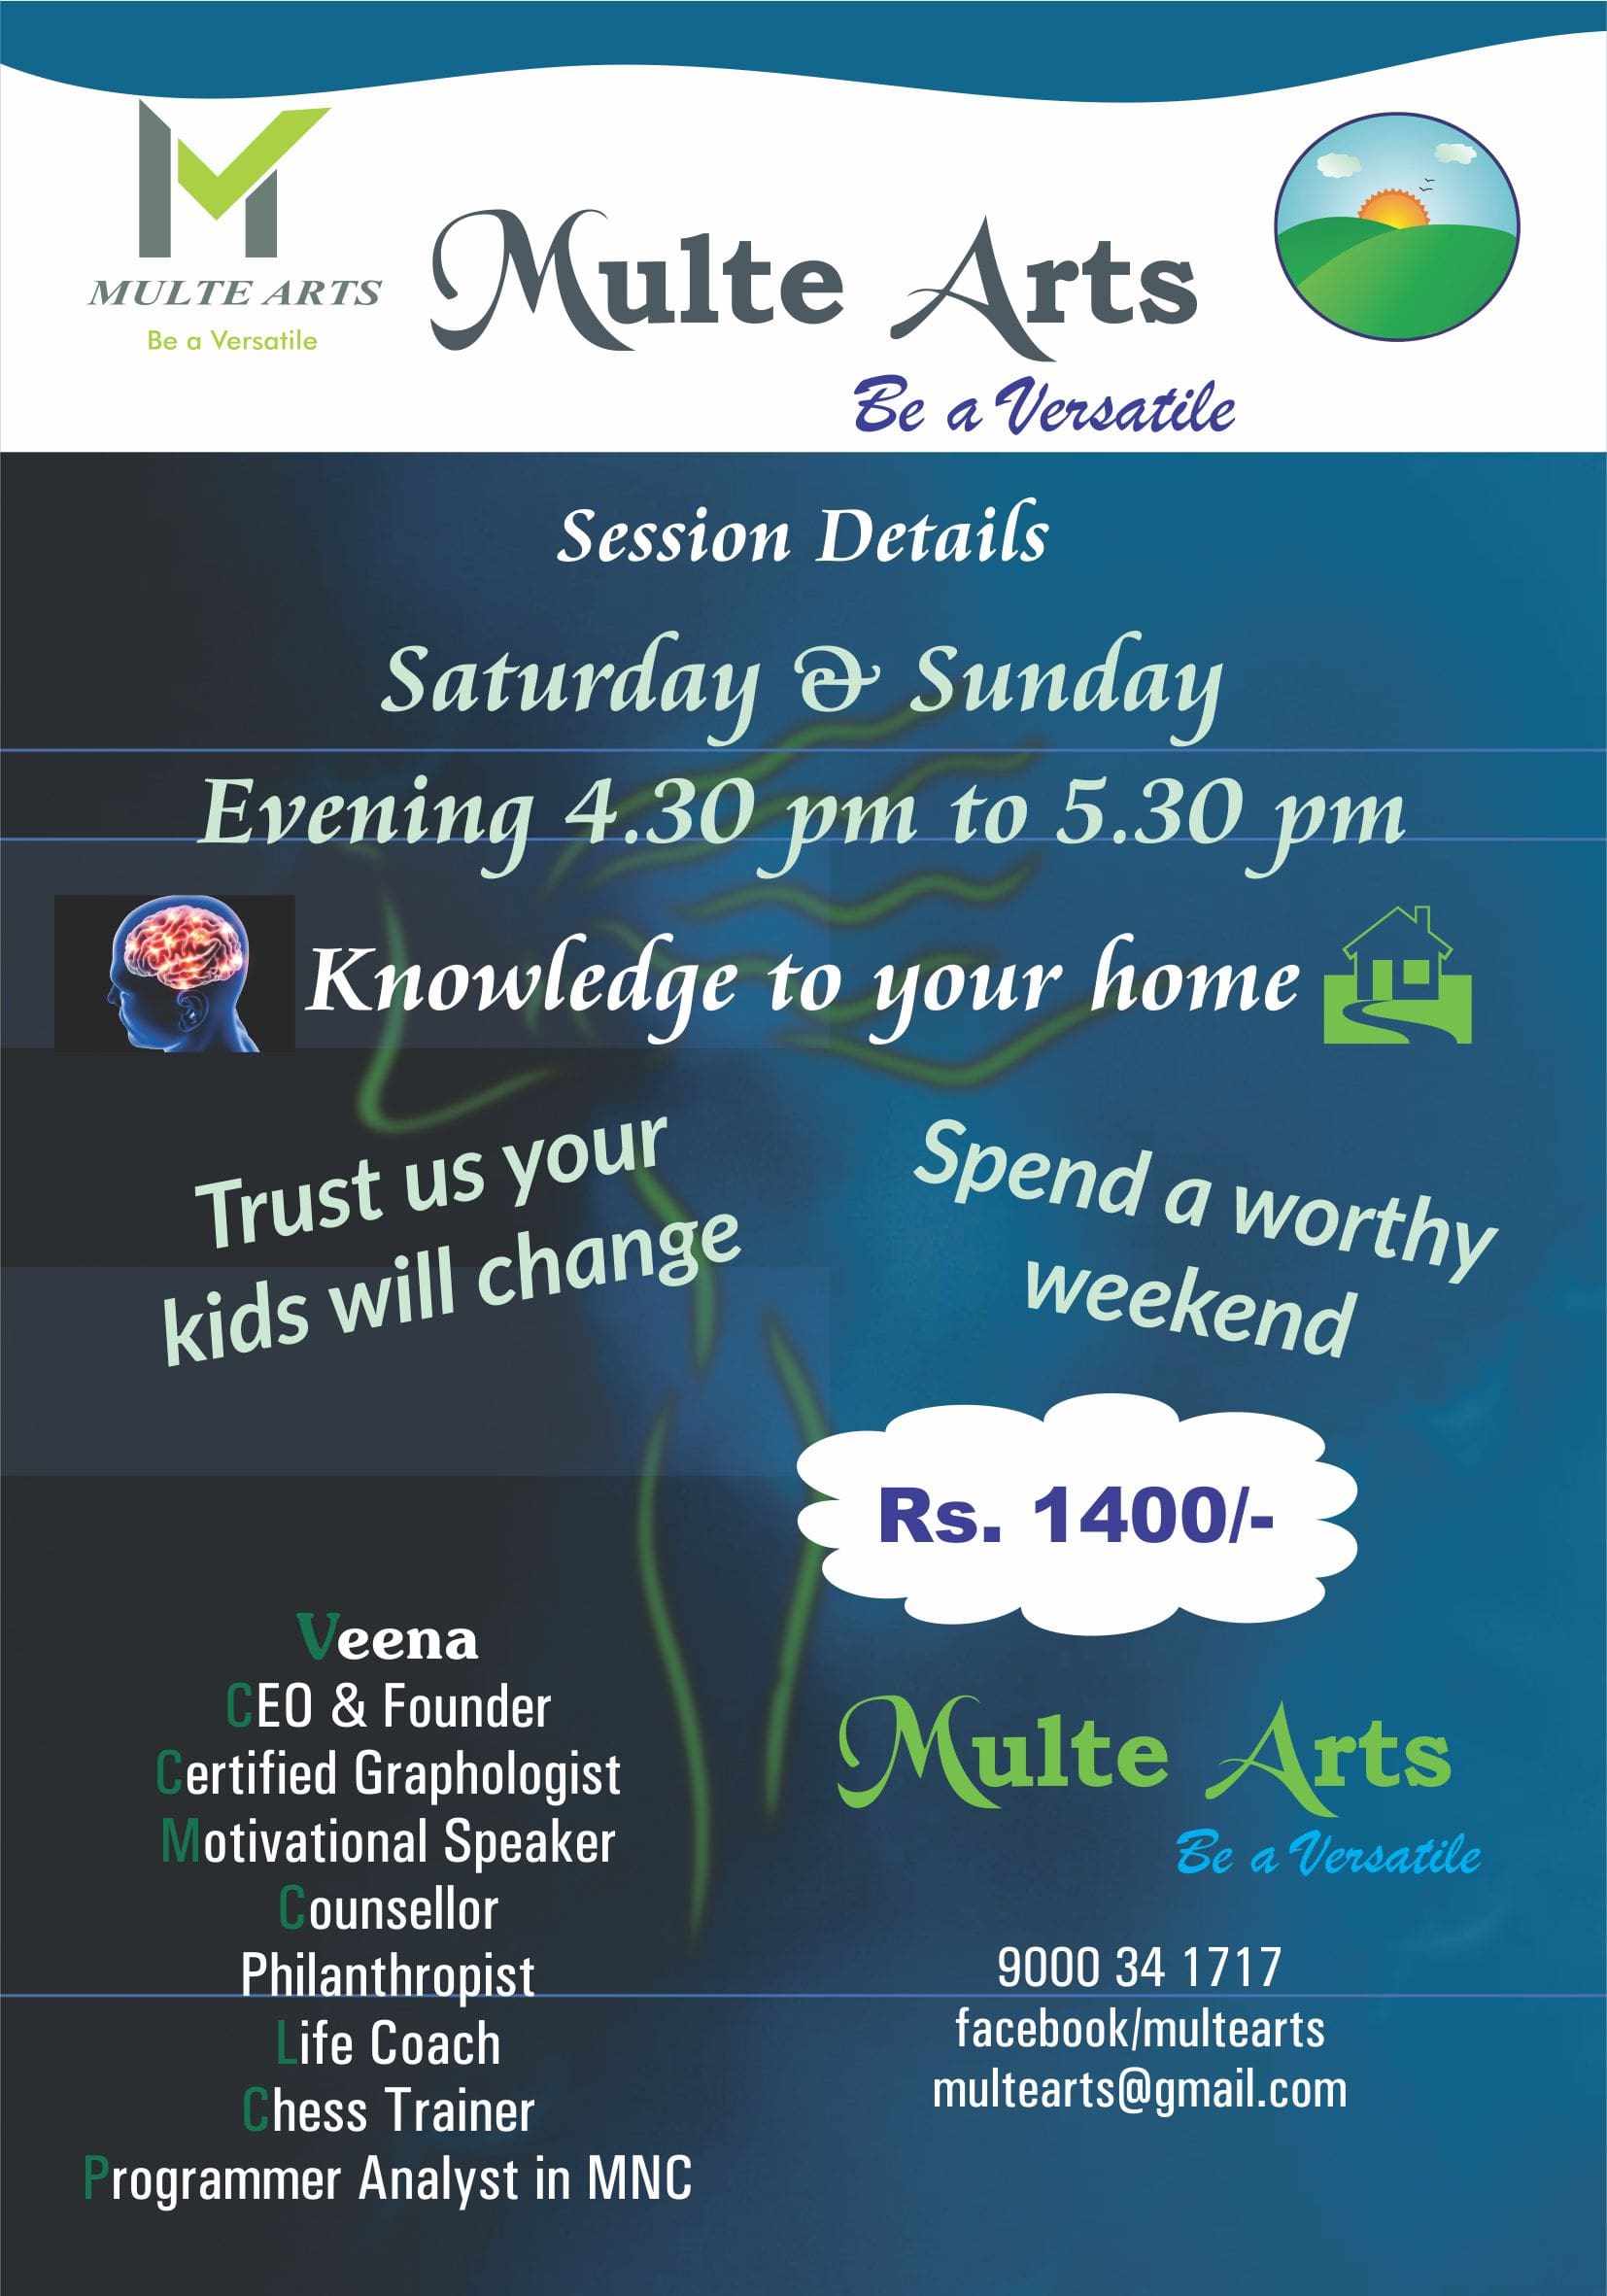 MULTE ARTS
Be a Versatile
Multe Arts
Be a Versatile
Session Details
Saturday & Sunday
Evening 4.30 pm to 5.30 pm
Knowledge to your home
Trust us your
kids will change
Spend a worthy
weekend
Rs. 1400/-
Veena
CEO & Founder
Certified Graphologist
Motivational Speaker
Counsellor
Philanthropist
Life Coach
Chess Trainer
Programmer Analyst in MNC
Multe Arts
Be a Versatile
9000 34 1717
facebook/multearts
multearts@gmail.com